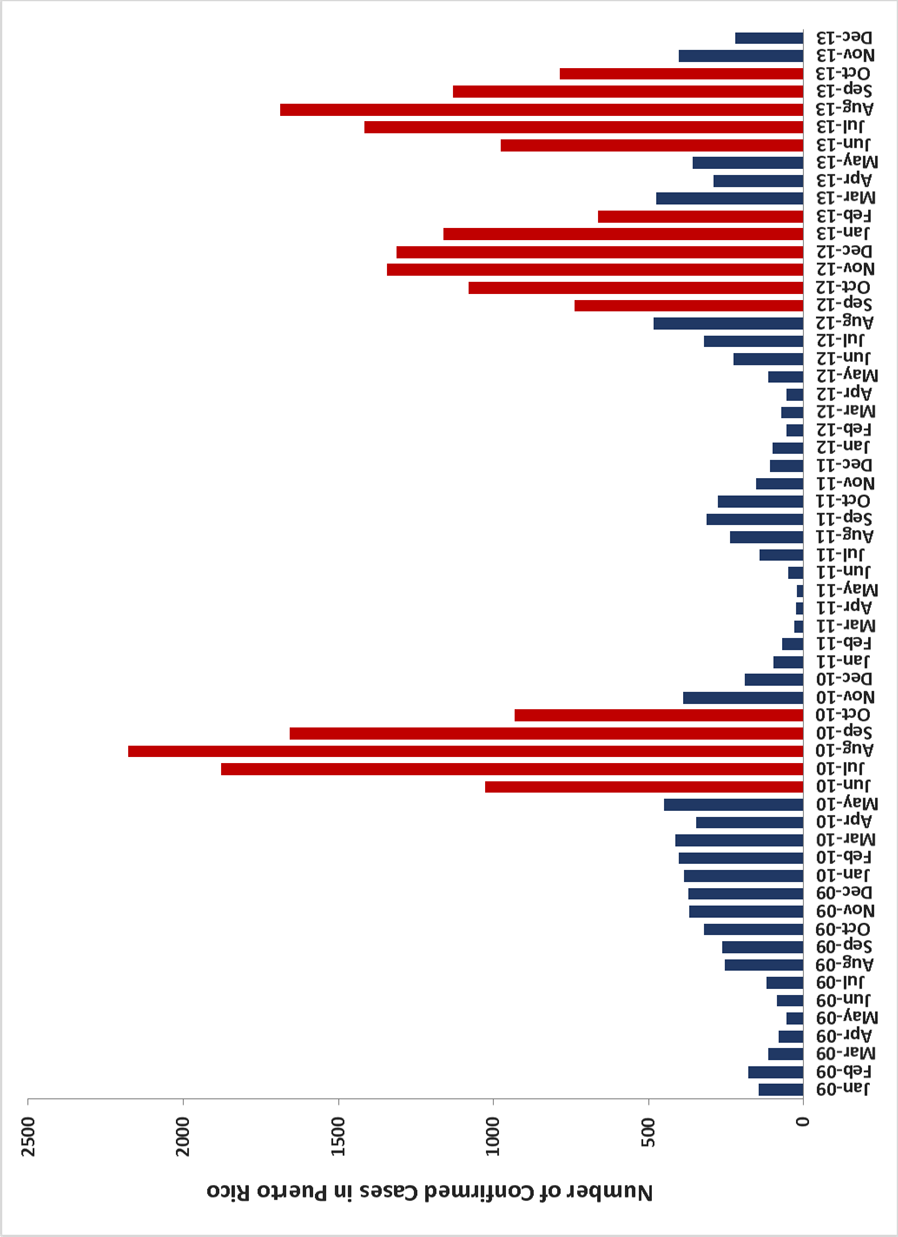 Number of Confirmed Cases in Puerto Rico
2500
2000
1500
1000
500
0
Jan-09
Feb-09
Mar-09
Apr-09
May-09
Jun-09
Jul-09
Aug-09
Sep-09
Oct-09
Nov-09
Dec-09
Jan-10
Feb-10
Mar-10
Apr-10
May-10
Jun-10
Jul-10
Aug-10
Sep-10
Oct-10
Nov-10
Dec-10
Jan-11
Feb-11
Mar-11
Apr-11
May-11
Jun-11
Jul-11
Aug-11
Sep-11
Oct-11
Nov-11
Dec-11
Jan-12
Feb-12
Mar-12
Apr-12
May-12
Jun-12
Jul-12
Aug-12
Sep-12
Oct-12
Nov-12
Dec-12
Jan-13
Feb-13
Mar-13
Apr-13
May-13
Jun-13
Jul-13
Aug-13
Sep-13
Oct-13
Nov-13
Dec-13